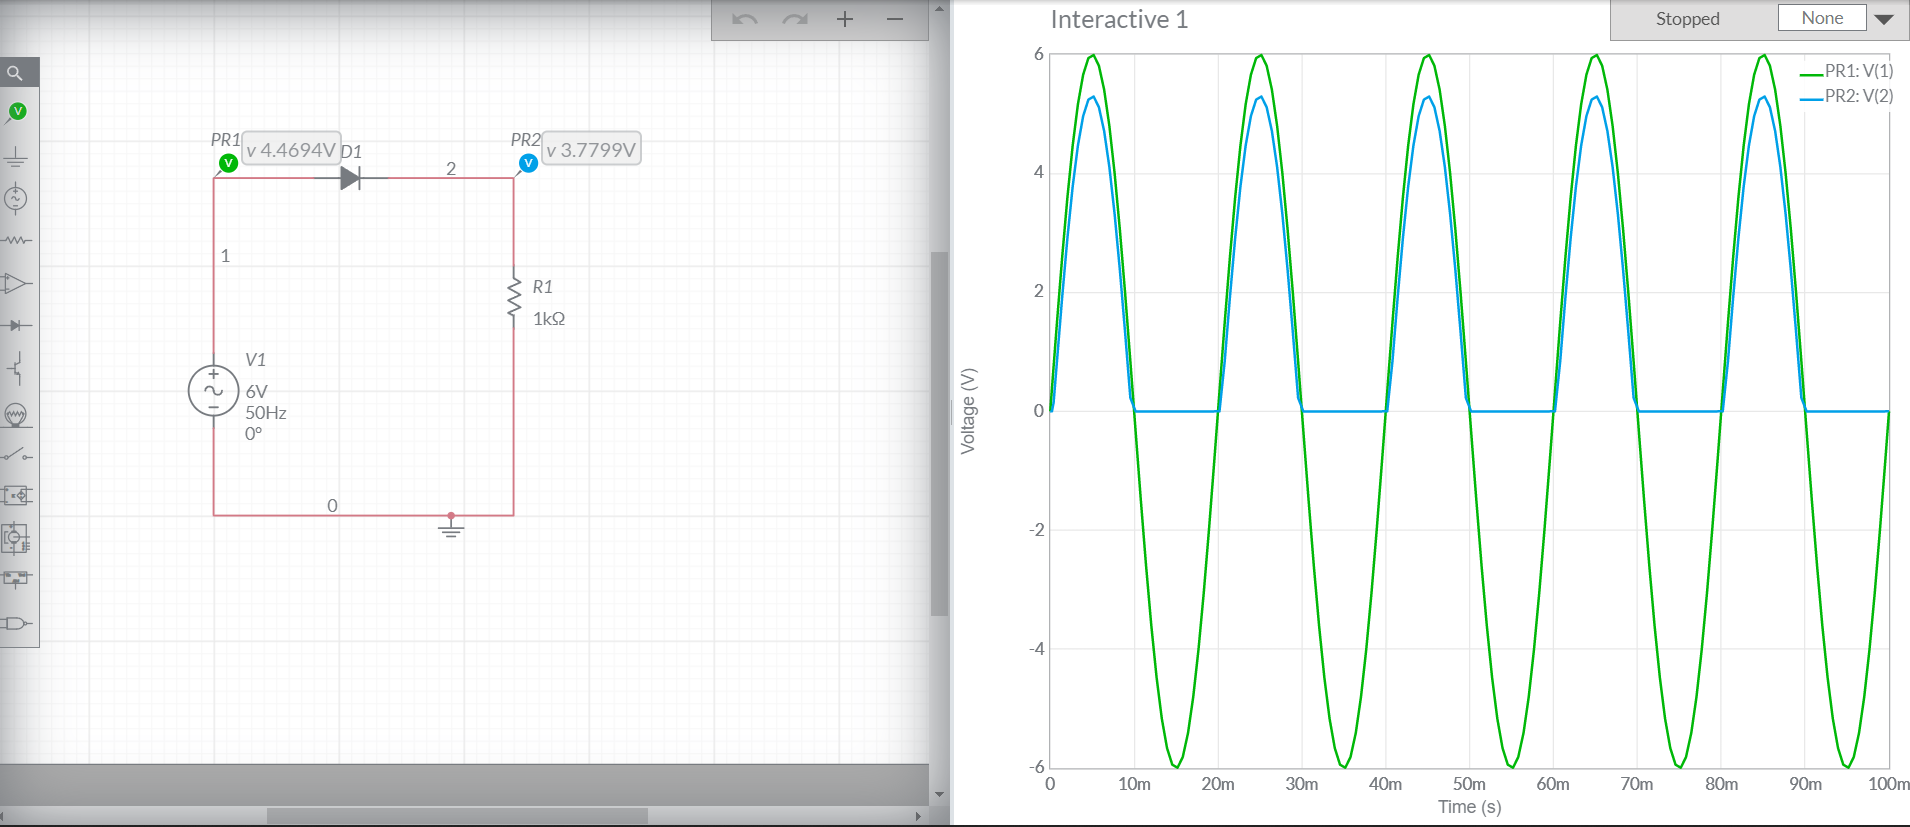 PR1
v 4.4694V
D1
2
PR2
v 3.7799V
V
V
V
1
R1
1kΩ
V1
6V
50Hz
0°
0
Interactive 1
Stopped
None
PR1: V(1)
PR2: V(2)
6
4
2
0
-2
-4
-6
Voltage (V)
0
10m
20m
30m
40m
50m
60m
70m
80m
90m
100m
Time (s)